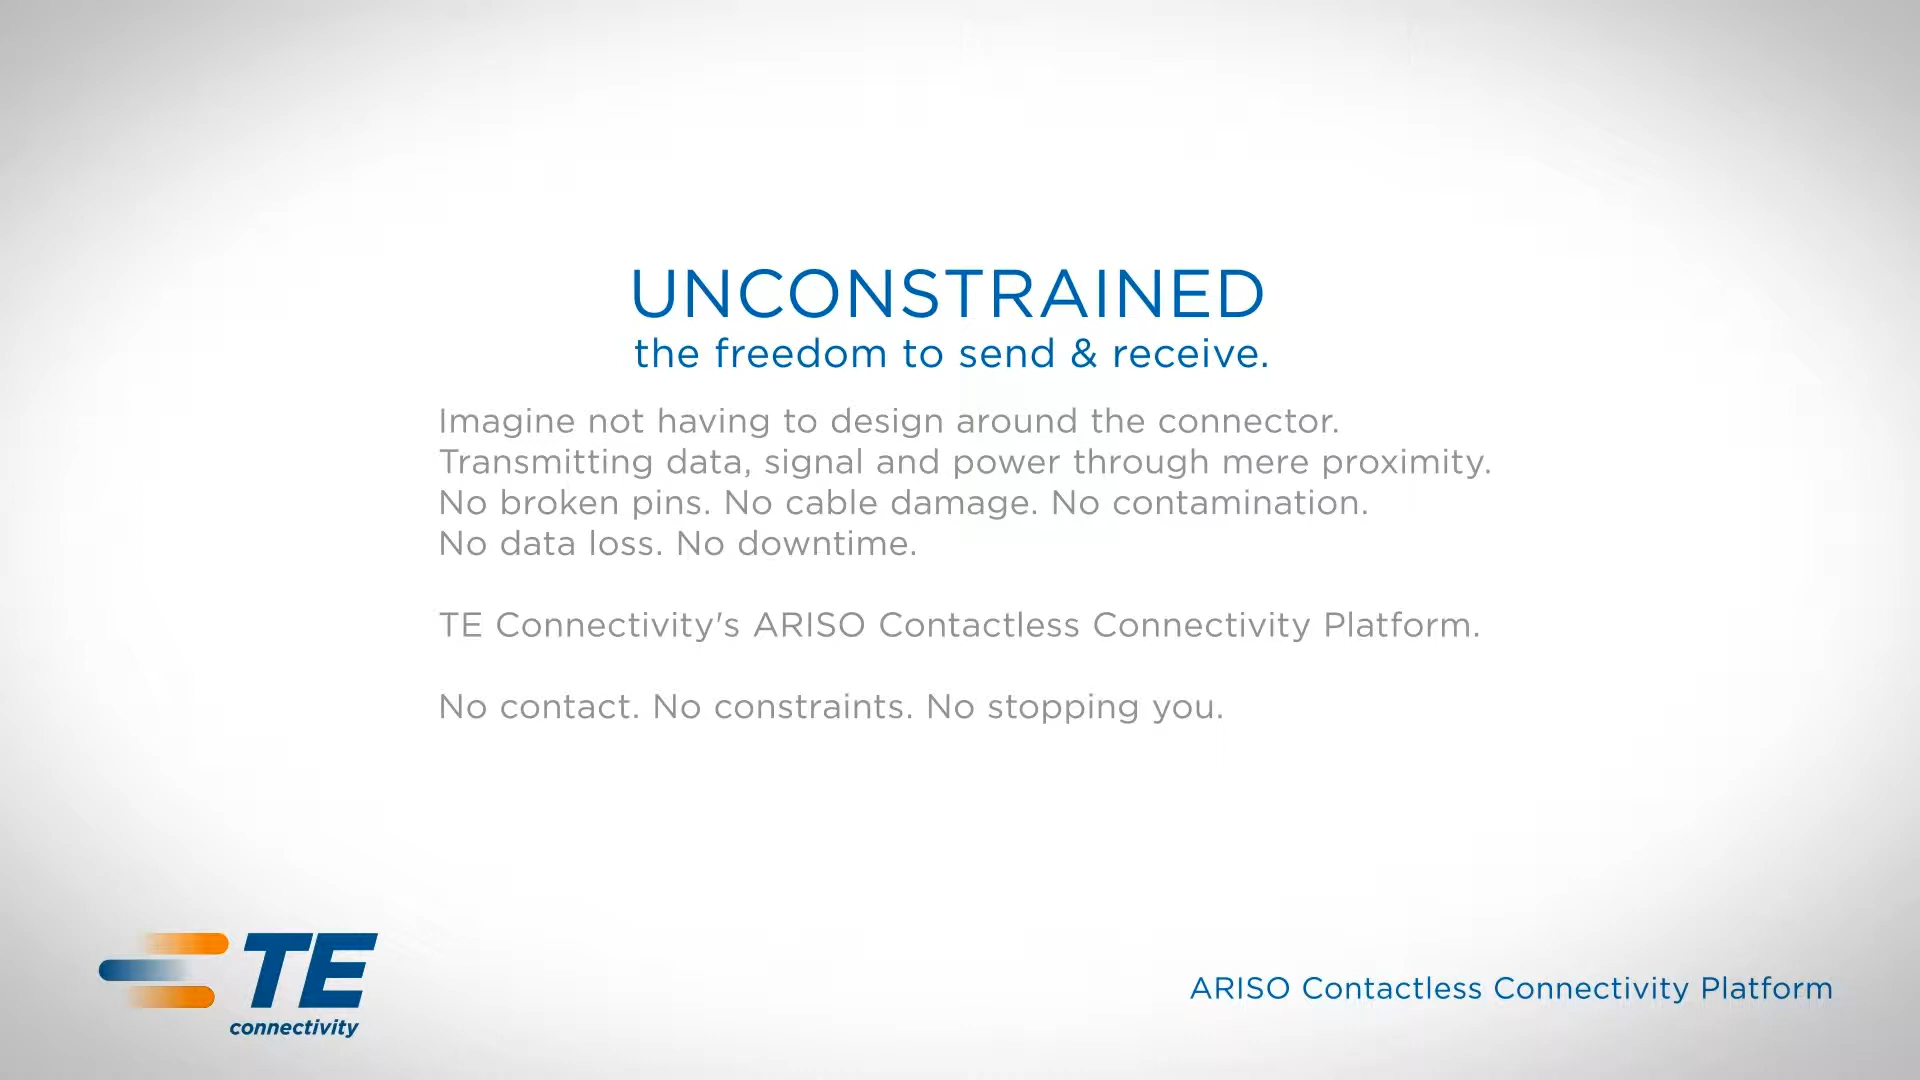 UNCONSTRAINED
the freedom to send & receive.
Imagine not having to design around the connector.
Transmitting data, signal and power through mere proximity.
No broken pins. No cable damage. No contamination.
No data loss. No downtime.
TE Connectivity's ARISO Contactless Connectivity Platform.
No contact. No constraints. No stopping you.
TE
connectivity
ARISO Contactless Connectivity Platform